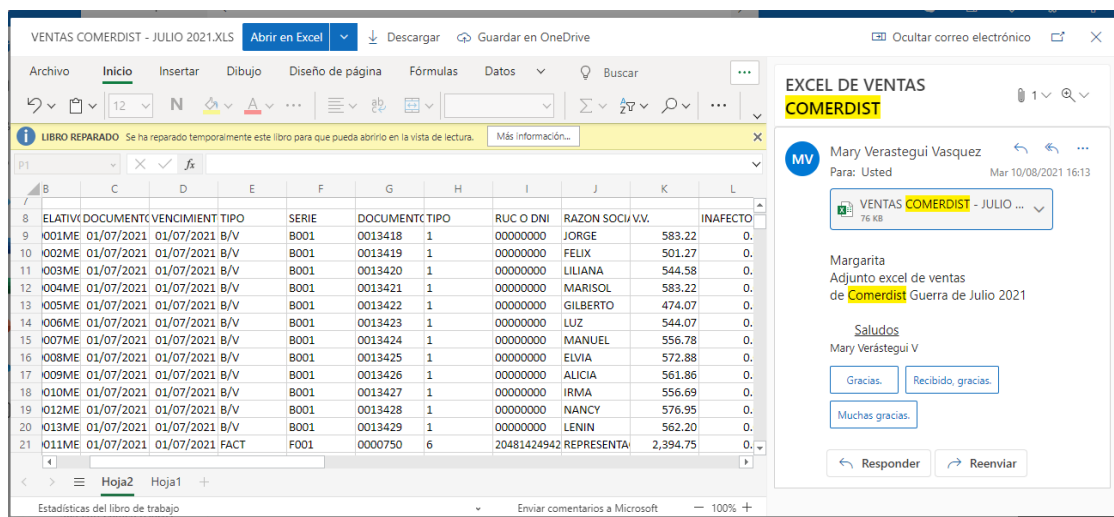 VENTAS COMERDIST - JULIO 2021.XLS Abrir en Excel Descargar Guardar en OneDrive Ocultar correo electrónico
Archivo Inicio Insertar Dibujo Diseño de página Fórmulas Datos Buscar
12 N A
LIBRO REPARADO Se ha reparado temporalmente este libro para que pueda abrirlo en la vista de lectura. Más información...
P1 fx
B C D E F G H I J K L
7
8 ELATIVO DOCUMENTO VENCIMIENT TIPO SERIE DOCUMENTO TIPO RUC O DNI RAZON SOCIA V.V. INAFECTO
9 0001ME 01/07/2021 01/07/2021 B/V B001 0013418 1 00000000 JORGE 583.22 0.
10 0002ME 01/07/2021 01/07/2021 B/V B001 0013419 1 00000000 FELIX 501.27 0.
11 0003ME 01/07/2021 01/07/2021 B/V B001 0013420 1 00000000 LILIANA 544.58 0.
12 0004ME 01/07/2021 01/07/2021 B/V B001 0013421 1 00000000 MARISOL 583.22 0.
13 0005ME 01/07/2021 01/07/2021 B/V B001 0013422 1 00000000 GILBERTO 474.07 0.
14 0006ME 01/07/2021 01/07/2021 B/V B001 0013423 1 00000000 LUZ 544.07 0.
15 0007ME 01/07/2021 01/07/2021 B/V B001 0013424 1 00000000 MANUEL 556.78 0.
16 0008ME 01/07/2021 01/07/2021 B/V B001 0013425 1 00000000 ELVIA 572.88 0.
17 0009ME 01/07/2021 01/07/2021 B/V B001 0013426 1 00000000 ALICIA 561.86 0.
18 0010ME 01/07/2021 01/07/2021 B/V B001 0013427 1 00000000 IRMA 556.69 0.
19 0012ME 01/07/2021 01/07/2021 B/V B001 0013428 1 00000000 NANCY 576.95 0.
20 0013ME 01/07/2021 01/07/2021 B/V B001 0013429 1 00000000 LENIN 562.20 0.
21 0011ME 01/07/2021 01/07/2021 FACT F001 0000750 6 20481424942 REPRESENTA 2,394.75 0.
Hoja2 Hoja1
Estadísticas del libro de trabajo Enviar comentarios a Microsoft 100%
EXCEL DE VENTAS
COMERDIST
1
MV Mary Verastegui Vasquez
Para: Usted Mar 10/08/2021 16:13
VENTAS COMERDIST - JULIO ...
76 KB
Margarita
Adjunto excel de ventas
de Comerdist Guerra de Julio 2021
Saludos
Mary Verástegui V
Gracias. Recibido, gracias.
Muchas gracias.
Responder Reenviar